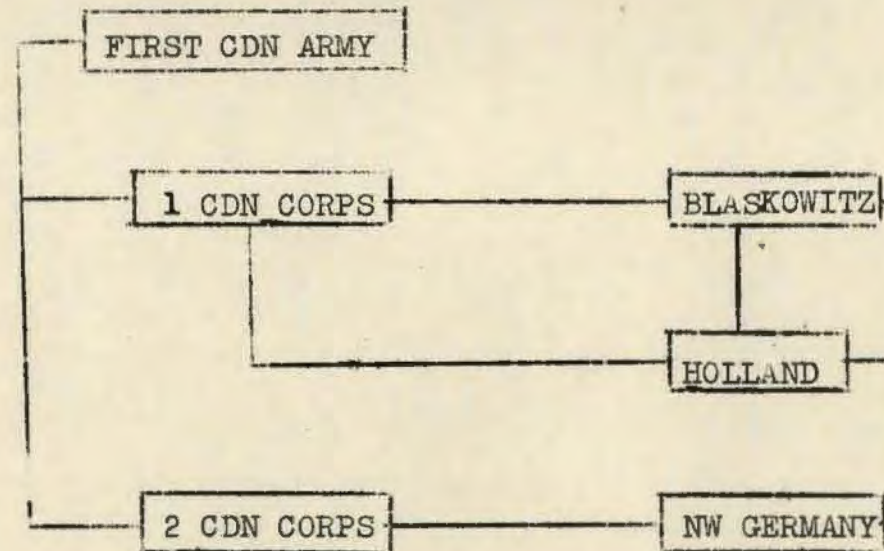 FIRST CDN ARMY
1 CDN CORPS
BLASKOWITZ
HOLLAND
2 CDN CORPS
NW GERMANY